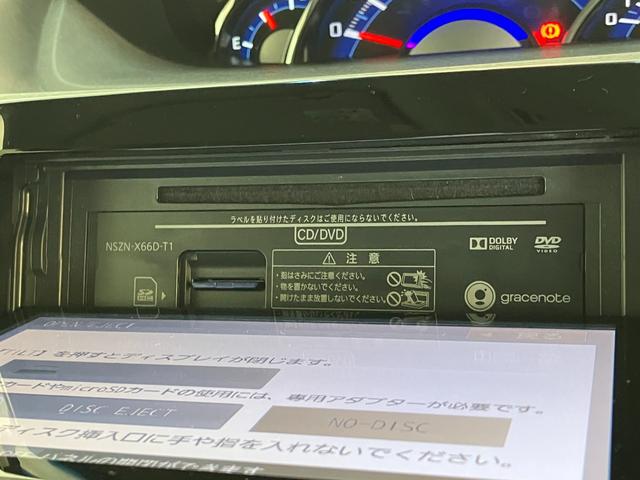 E
ラベルを貼り付けたディスクはご使用にならないでください。
CD/DVD
NSZN-X66D-T1
注意
・指はさみにご注意ください。
・物を置かないでください。
・開けたまま放置しないでください。
DOLBY
DIGITAL
DVD
VIDEO
SD
gracenote
を押すとディスプレイが閉じます。
カードやmicroSDカードの使用には、専用アダプターが必要です。
DISC EJECT
NO-DISC
ディスク挿入口に手や指を入れないでください。